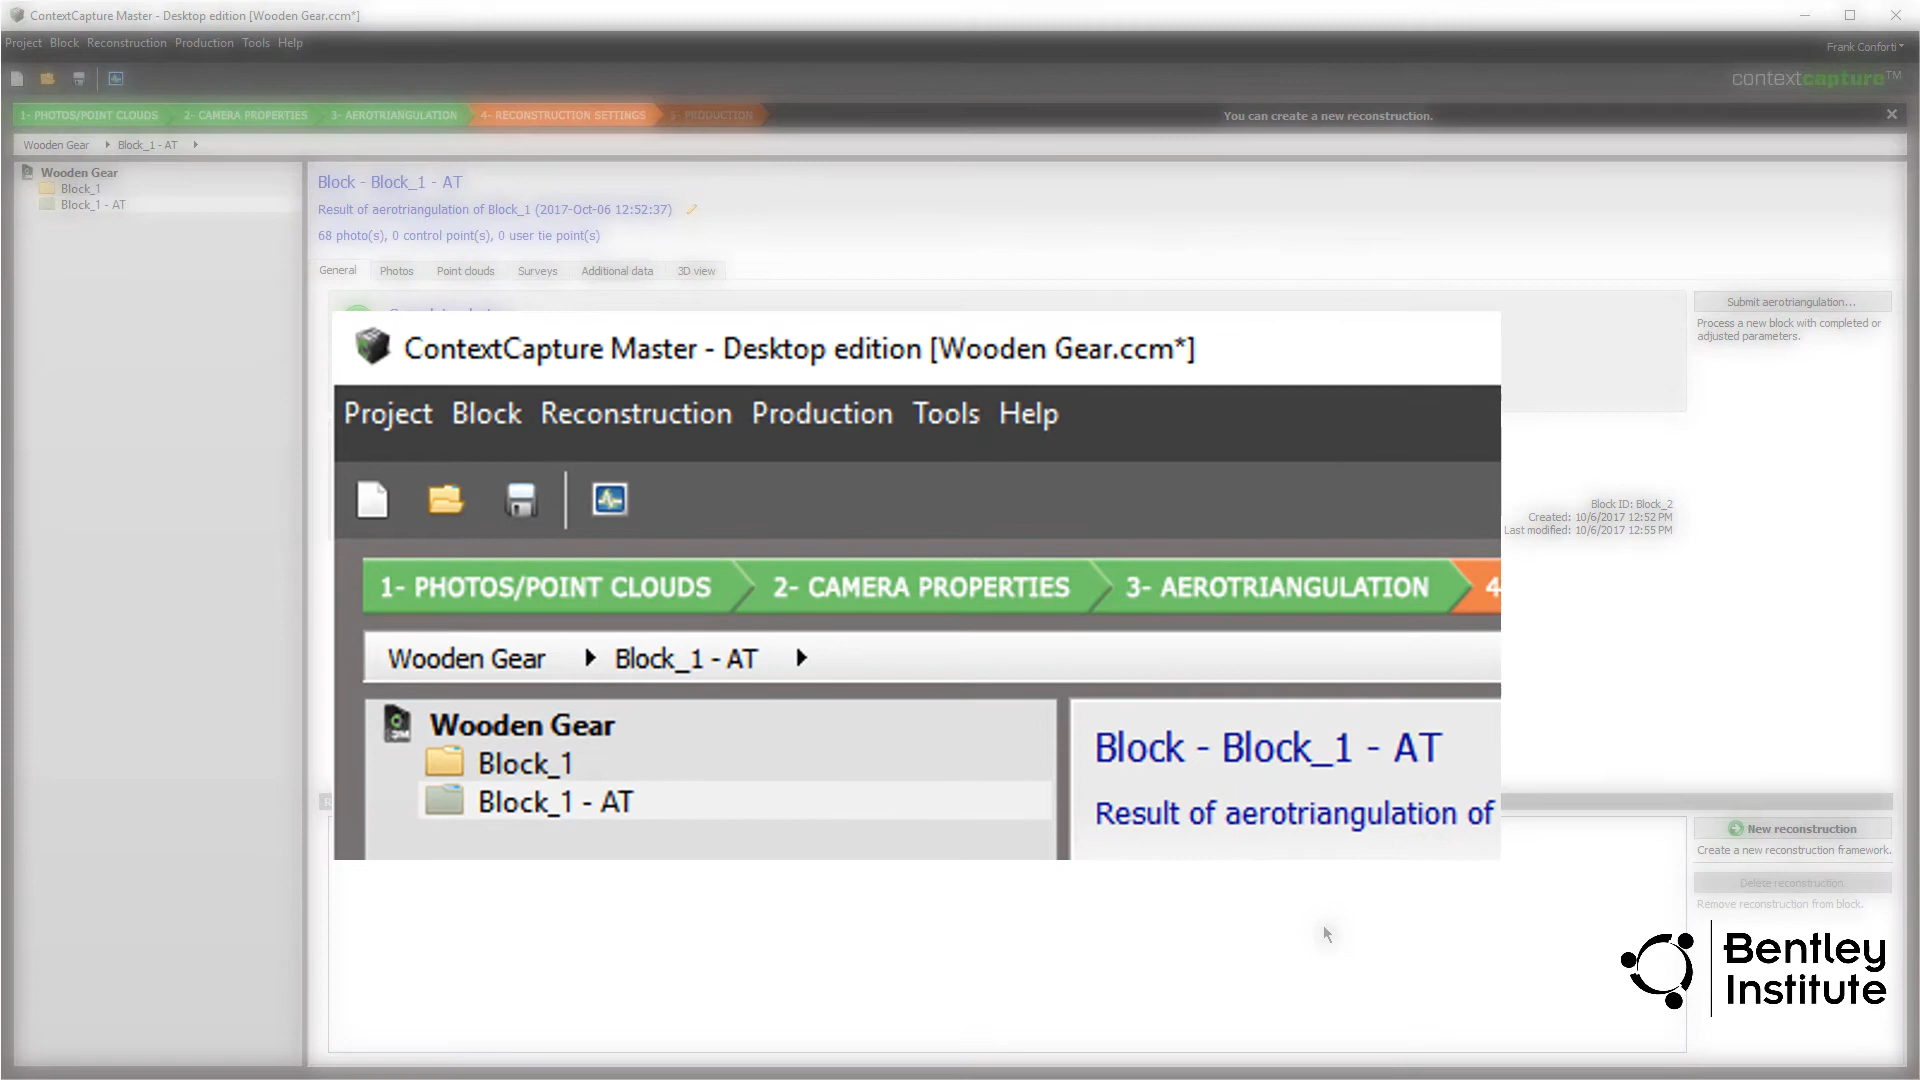 ContextCapture Master - Desktop edition [Wooden Gear.ccm*]
Project Block Reconstruction Production Tools Help
Frank Conforti
contextcapture™
1- PHOTOS/POINT CLOUDS 2- CAMERA PROPERTIES 3- AEROTRIANGULATION 4- RECONSTRUCTION SETTINGS 5- PRODUCTION
You can create a new reconstruction.
Wooden Gear Block_1 - AT
Wooden Gear
Block_1
Block_1 - AT
Block - Block_1 - AT
Result of aerotriangulation of Block_1 (2017-Oct-06 12:52:37)
68 photo(s), 0 control point(s), 0 user tie point(s)
General Photos Point clouds Surveys Additional data 3D view
Submit aerotriangulation...
Process a new block with completed or
adjusted parameters.
ContextCapture Master - Desktop edition [Wooden Gear.ccm*]
Project Block Reconstruction Production Tools Help
1- PHOTOS/POINT CLOUDS 2- CAMERA PROPERTIES 3- AEROTRIANGULATION 4
Wooden Gear Block_1 - AT
Wooden Gear
Block_1
Block_1 - AT
Block - Block_1 - AT
Result of aerotriangulation of
Block ID: Block_2
Created: 10/6/2017 12:52 PM
Last modified: 10/6/2017 12:55 PM
New reconstruction
Create a new reconstruction framework.
Delete reconstruction
Remove reconstruction from block.
Bentley
Institute